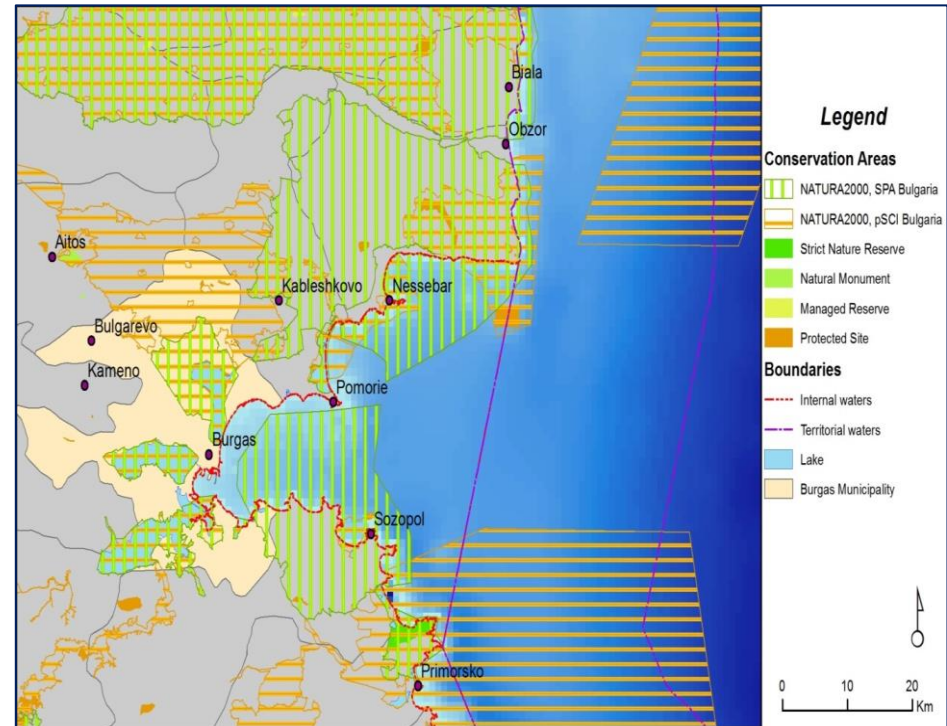 Biala
Obzor
Aitos
Kableshkovo
Nessebar
Bulgarevo
Kameno
Pomorie
Burgas
Sozopol
Primorsko
Legend
Conservation Areas
NATURA2000, SPA Bulgaria
NATURA2000, pSCI Bulgaria
Strict Nature Reserve
Natural Monument
Managed Reserve
Protected Site
Boundaries
Internal waters
Territorial waters
Lake
Burgas Municipality
0 10 20
Km